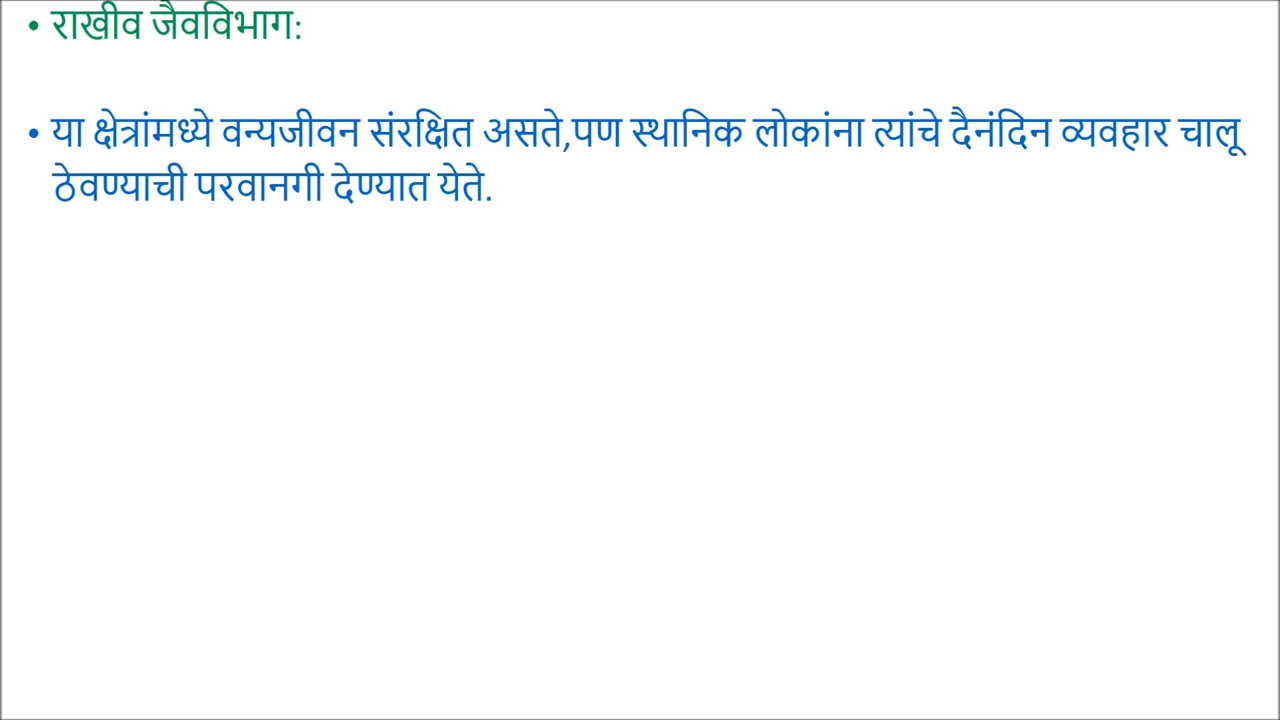 • राखीव जैवविभाग:
• या क्षेत्रांमध्ये वन्यजीवन संरक्षित असते,पण स्थानिक लोकांना त्यांचे दैनंदिन व्यवहार चालू
ठेवण्याची परवानगी देण्यात येते.